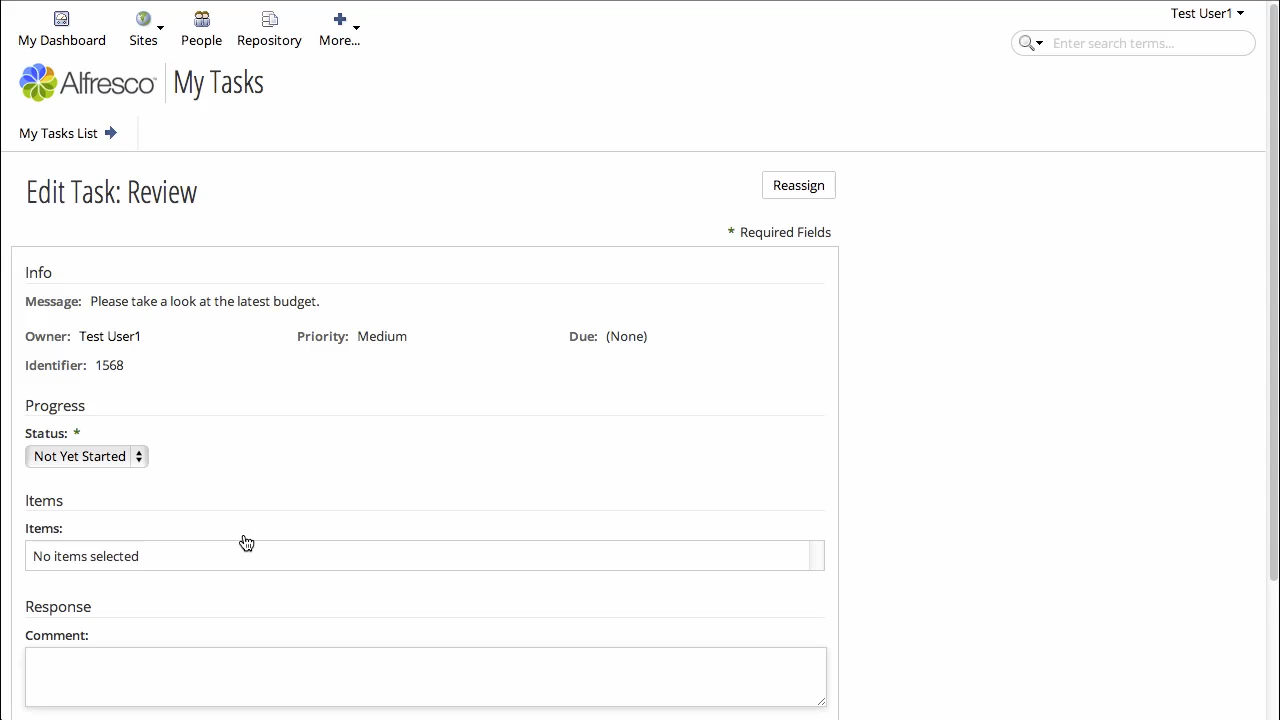 Test User1
My Dashboard Sites People Repository More...
Enter search terms...
Alfresco My Tasks
My Tasks List
Edit Task: Review
Reassign
* Required Fields
Info
Message: Please take a look at the latest budget.
Owner: Test User1 Priority: Medium Due: (None)
Identifier: 1568
Progress
Status: *
Not Yet Started
Items
Items:
No items selected
Response
Comment: